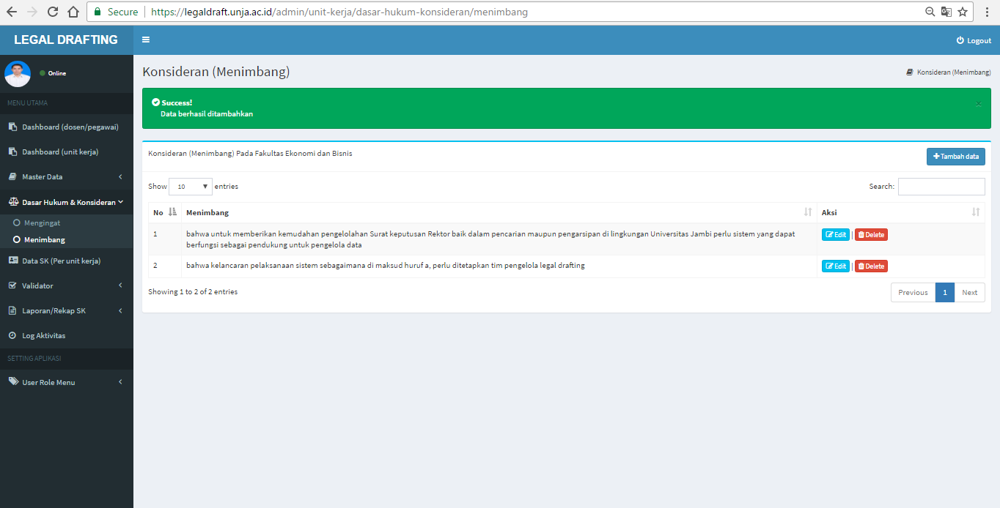 Secure
https://legaldraft.unja.ac.id/admin/unit-kerja/dasar-hukum-konsideran/menimbang
LEGAL DRAFTING
Logout
Online
MENU UTAMA
Dashboard (dosen/pegawai)
Dashboard (unit kerja)
Master Data
Dasar Hukum & Konsideran
Mengingat
Menimbang
Data SK (Per unit kerja)
Validator
Laporan/Rekap SK
Log Aktivitas
SETTING APLIKASI
User Role Menu
Konsideran (Menimbang)
Konsideran (Menimbang)
Success!
×
Data berhasil ditambahkan
Konsideran (Menimbang) Pada Fakultas Ekonomi dan Bisnis
Tambah data
Show 10 entries
Search:
No Menimbang Aksi
1 bahwa untuk memberikan kemudahan pengelolahan Surat keputusan Rektor baik dalam pencarian maupun pengarsipan di lingkungan Universitas Jambi perlu sistem yang dapat
berfungsi sebagai pendukung untuk pengelola data
Edit | Delete
2 bahwa kelancaran pelaksanaan sistem sebagaimana di maksud huruf a, perlu ditetapkan tim pengelola legal drafting
Edit | Delete
Showing 1 to 2 of 2 entries
Previous 1 Next